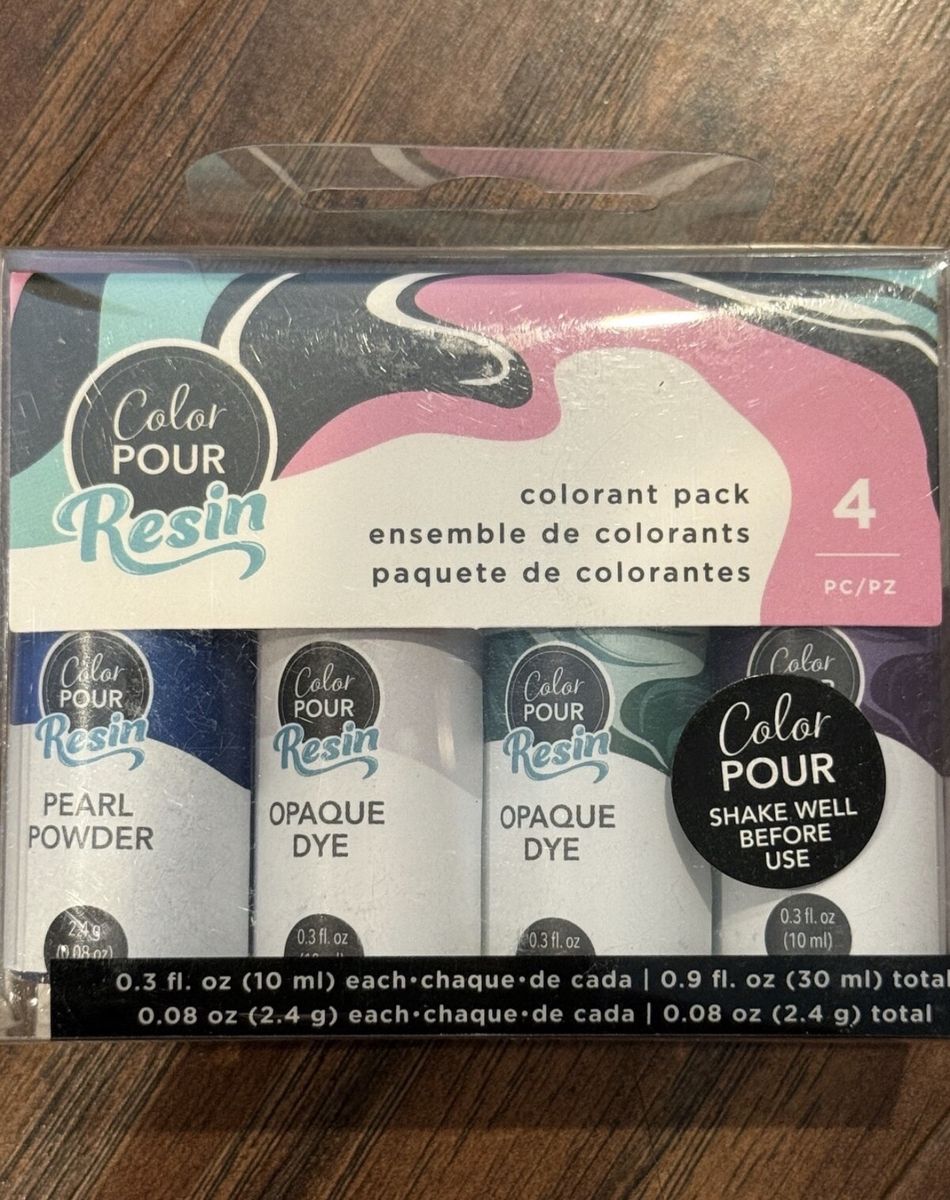 Color
POUR
Resin
colorant pack
ensemble de colorants
paquete de colorantes
4
PC/PZ
Color
POUR
Resin
PEARL
POWDER
2.4 g
(0.08 oz)
Color
POUR
Resin
OPAQUE
DYE
0.3 fl. oz
Color
POUR
Resin
OPAQUE
DYE
0.3 fl. oz
Color
Color
POUR
SHAKE WELL
BEFORE
USE
0.3 fl. oz
(10 ml)
0.3 fl. oz (10 ml) each•chaque•de cada | 0.9 fl. oz (30 ml) total
0.08 oz (2.4 g) each•chaque•de cada | 0.08 oz (2.4 g) total